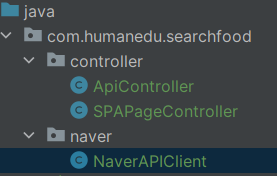 java
com.humanedu.searchfood
controller
ApiController
SPAPageController
naver
NaverAPIClient